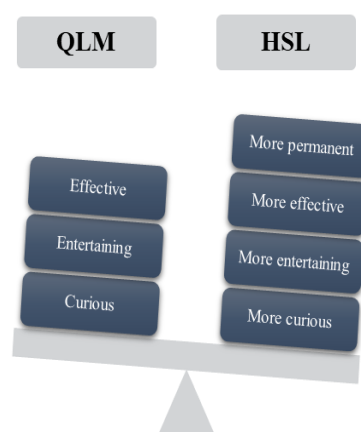 QLM
HSL
Effective
Entertaining
Curious
More permanent
More effective
More entertaining
More curious